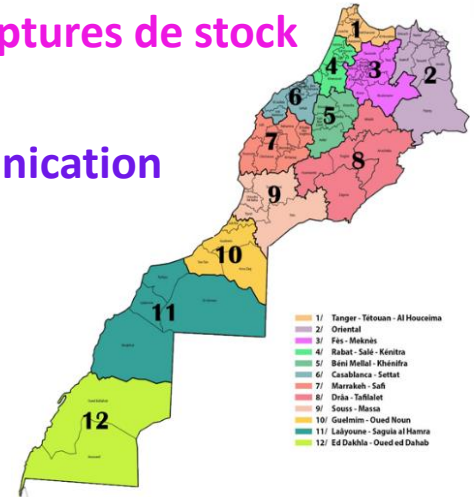 ptures de stock
nication
1
2
3
4
5
6
7
8
9
10
11
12
1/ Tanger - Tétouan - Al Houceima
2/ Oriental
3/ Fès - Meknès
4/ Rabat - Salé - Kénitra
5/ Béni Mellal - Khénifra
6/ Casablanca - Settat
7/ Marrakeh - Safi
8/ Drâa - Tafilalet
9/ Souss - Massa
10/ Guelmim - Oued Noun
11/ Laâyoune - Saguia al Hamra
12/ Ed Dakhla - Oued ed Dahab